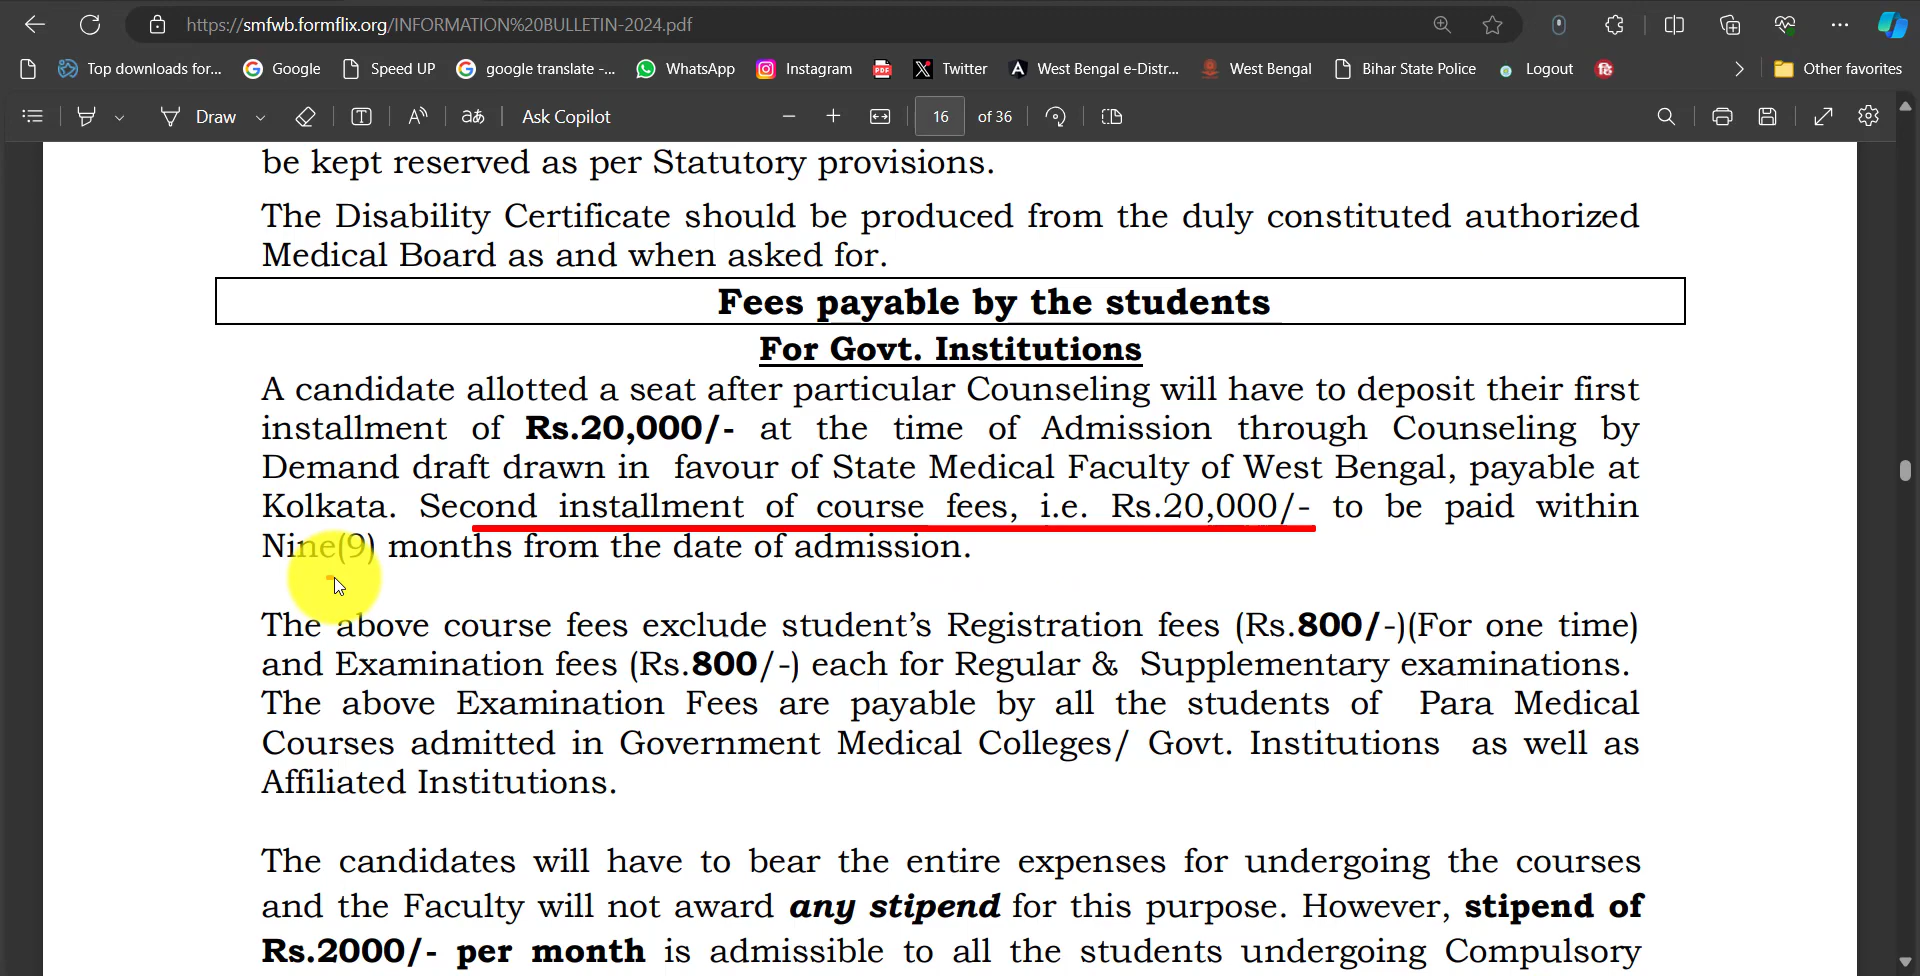 https://smfwb.formflix.org/INFORMATION%20BULLETIN-2024.pdf
Top downloads for... Google Speed UP google translate -... WhatsApp Instagram PDF Twitter West Bengal e-Distr... West Bengal Bihar State Police Logout Other favorites
Draw aあ Ask Copilot 16 of 36
be kept reserved as per Statutory provisions.
The Disability Certificate should be produced from the duly constituted authorized
Medical Board as and when asked for.
Fees payable by the students
For Govt. Institutions
A candidate allotted a seat after particular Counseling will have to deposit their first
installment of Rs.20,000/- at the time of Admission through Counseling by
Demand draft drawn in favour of State Medical Faculty of West Bengal, payable at
Kolkata. Second installment of course fees, i.e. Rs.20,000/- to be paid within
Nine(9) months from the date of admission.
The above course fees exclude student’s Registration fees (Rs.800/-)(For one time)
and Examination fees (Rs.800/-) each for Regular & Supplementary examinations.
The above Examination Fees are payable by all the students of Para Medical
Courses admitted in Government Medical Colleges/ Govt. Institutions as well as
Affiliated Institutions.
The candidates will have to bear the entire expenses for undergoing the courses
and the Faculty will not award any stipend for this purpose. However, stipend of
Rs.2000/- per month is admissible to all the students undergoing Compulsory